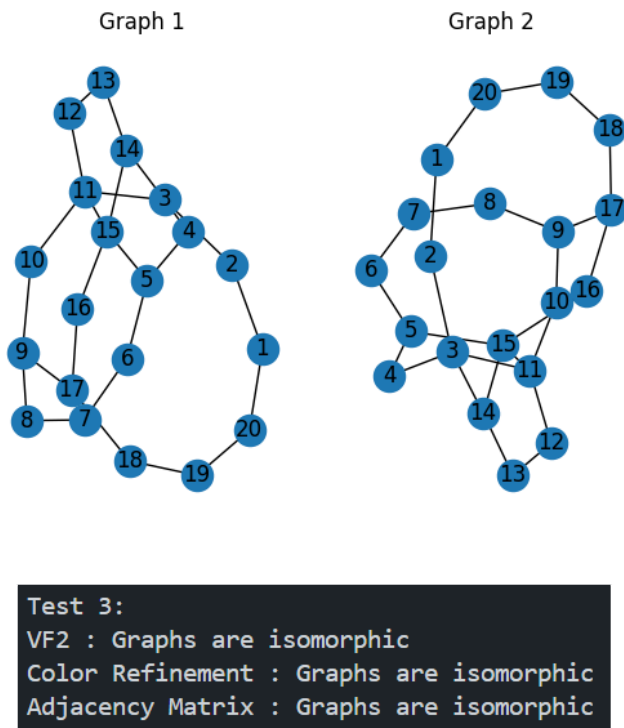 Graph 1 Graph 2
13 19
20
12 18
14 1
11 3 8 17
7
15 4 9
2 2
10 6
5 16
16 10
5
9 1 6 3 15
17 4 11
8 7 20 14
18 12
19 13
Test 3:
VF2 : Graphs are isomorphic
Color Refinement : Graphs are isomorphic
Adjacency Matrix : Graphs are isomorphic